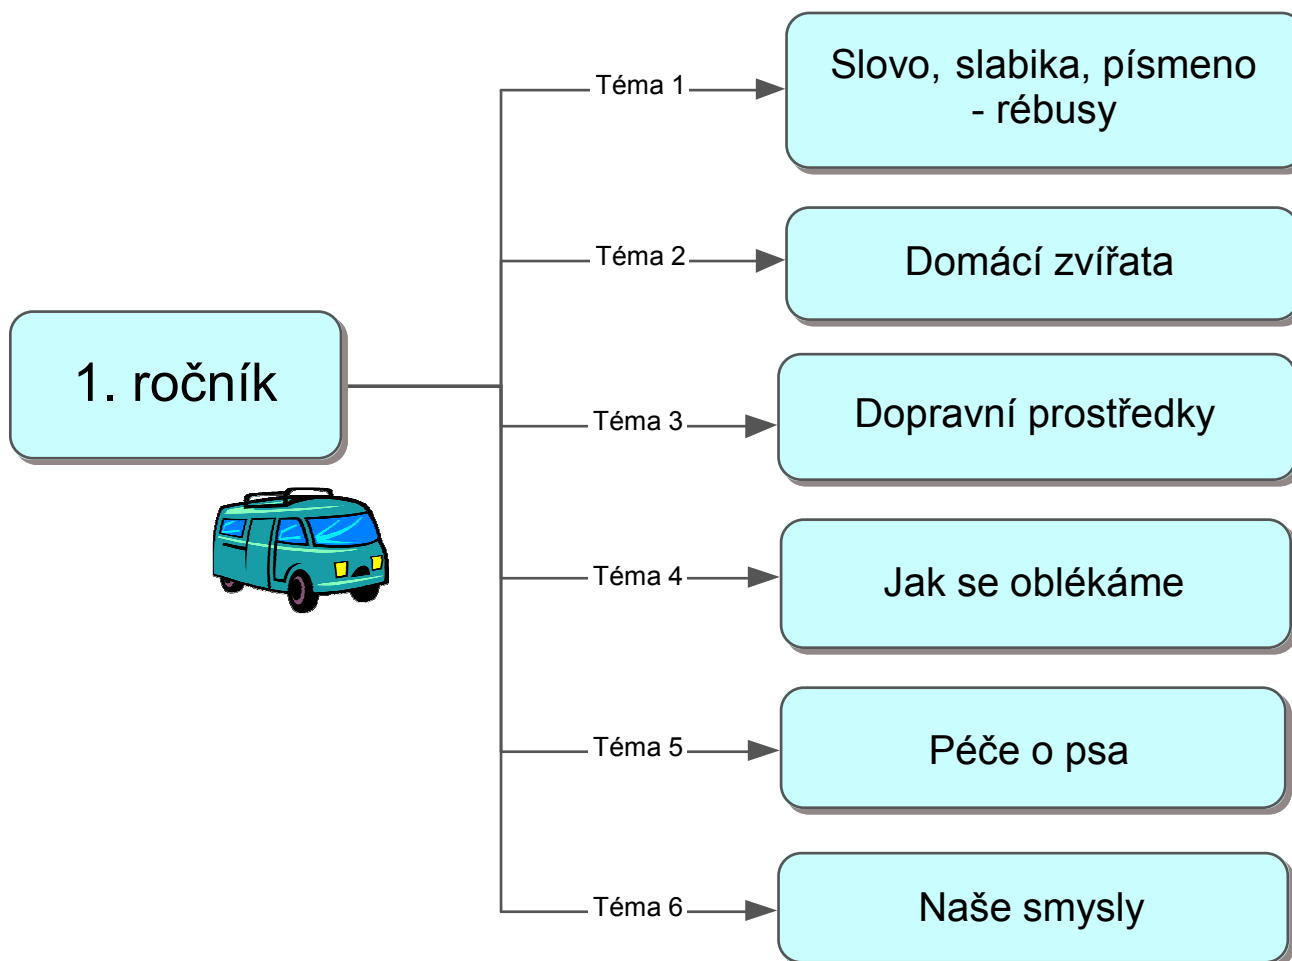 Téma 1
Slovo, slabika, písmeno
- rébusy
Téma 2
Domácí zvířata
1. ročník
Téma 3
Dopravní prostředky
Téma 4
Jak se oblékáme
Téma 5
Péče o psa
Téma 6
Naše smysly